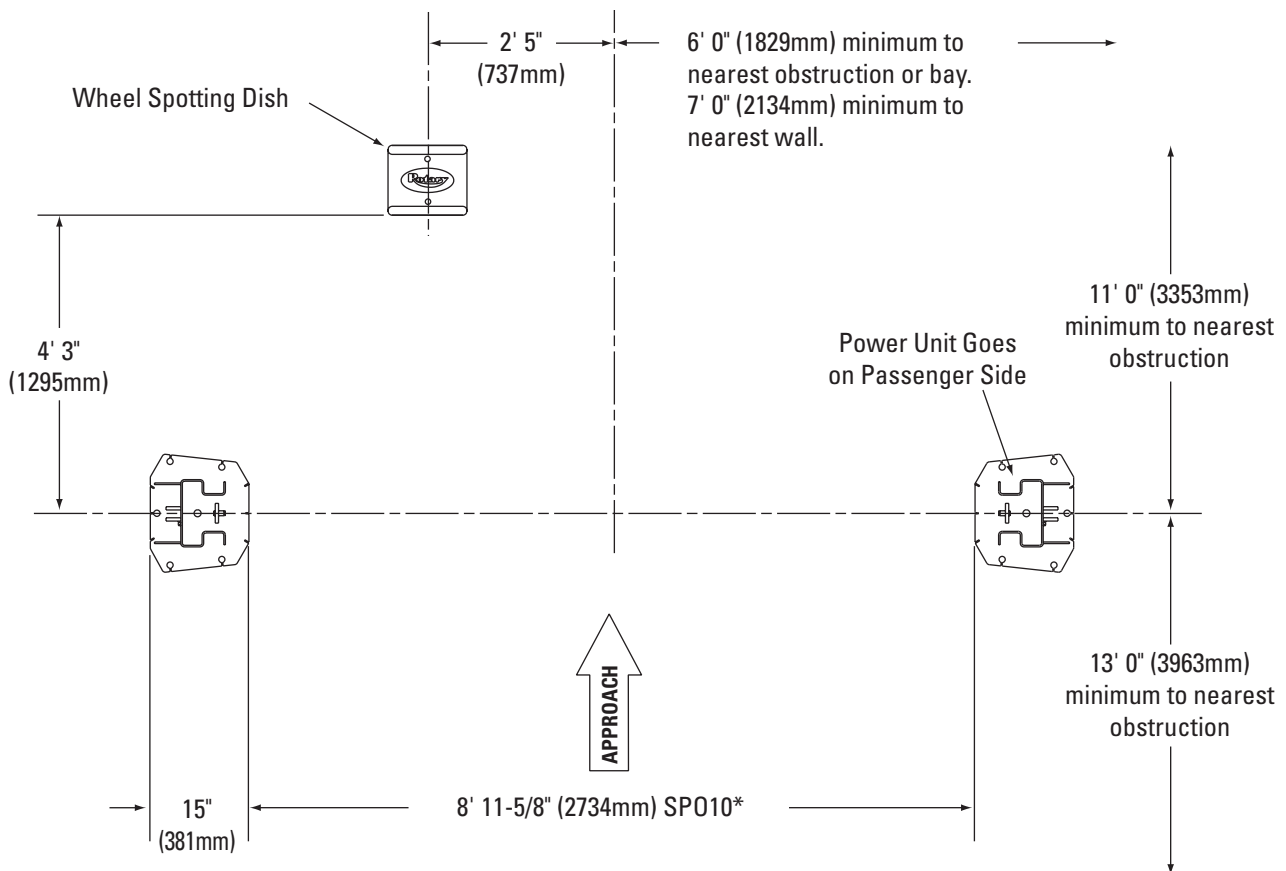 2' 5"
(737mm)
6' 0" (1829mm) minimum to
nearest obstruction or bay.
7' 0" (2134mm) minimum to
nearest wall.
Wheel Spotting Dish
Rotary
11' 0" (3353mm)
minimum to nearest
obstruction
4' 3"
(1295mm)
Power Unit Goes
on Passenger Side
13' 0" (3963mm)
minimum to nearest
obstruction
APPROACH
15"
(381mm)
8' 11-5/8" (2734mm) SPO10*